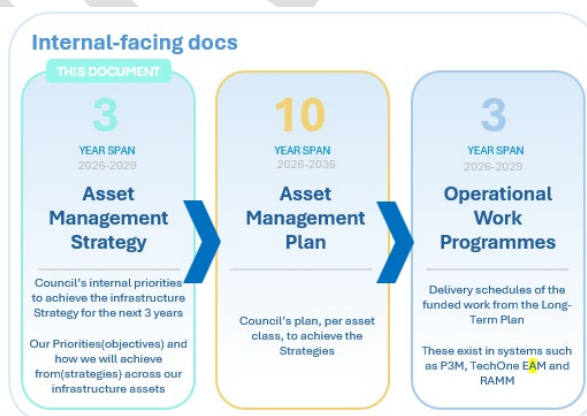 Internal-facing docs
THIS DOCUMENT
3
YEAR SPAN
2026-2029
Asset
Management
Strategy
Council's internal priorities
to achieve the infrastructure
Strategy for the next 3 years
Our Priorities(objectives) and
how we will achieve
from(strategies) across our
infrastructure assets
10
YEAR SPAN
2026-2036
Asset
Management
Plan
Council's plan, per asset
class, to achieve the
Strategies
3
YEAR SPAN
2026-2029
Operational
Work
Programmes
Delivery schedules of the
funded work from the Long-
Term Plan
These exist in systems such
as P3M, TechOne EAM and
RAMM